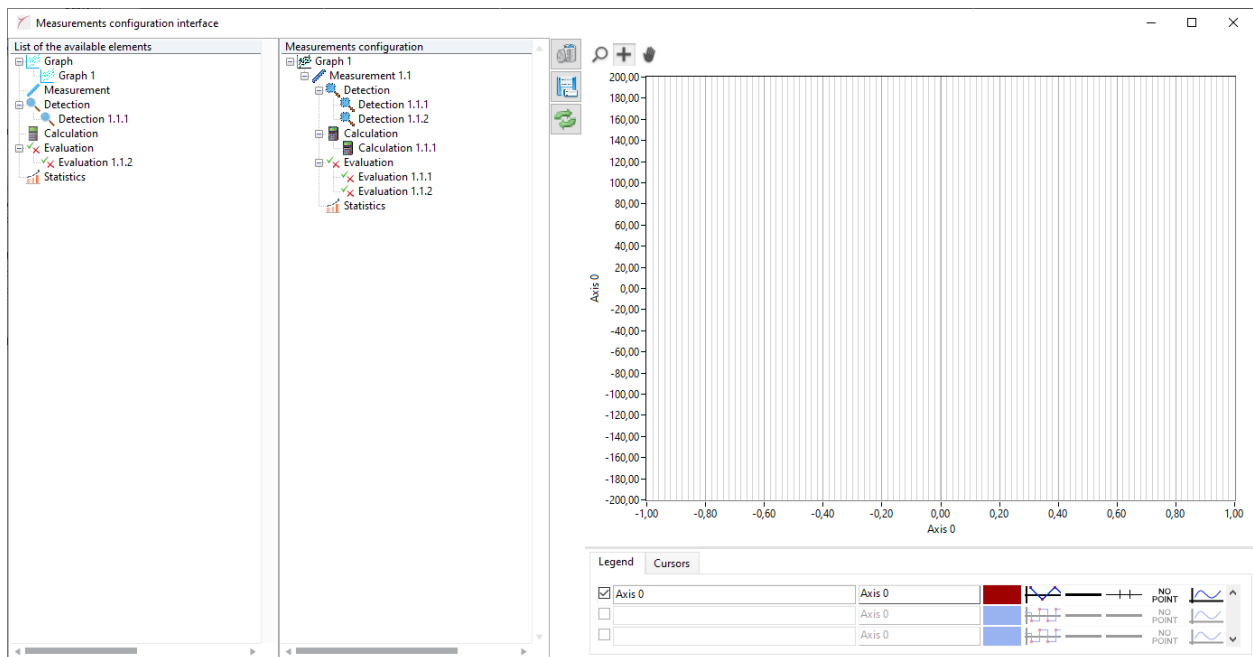 Measurements configuration interface
List of the available elements
Graph
Graph 1
Measurement
Detection
Detection 1.1.1
Calculation
Evaluation
Evaluation 1.1.2
Statistics
Measurements configuration
Graph 1
Measurement 1.1
Detection
Detection 1.1.1
Detection 1.1.2
Calculation
Calculation 1.1.1
Evaluation
Evaluation 1.1.1
Evaluation 1.1.2
Statistics
200,00
180,00
160,00
140,00
120,00
100,00
80,00
60,00
40,00
20,00
0,00
-20,00
-40,00
-60,00
-80,00
-100,00
-120,00
-140,00
-160,00
-180,00
-200,00
Axis 0
-1,00 -0,80 -0,60 -0,40 -0,20 0,00 0,20 0,40 0,60 0,80 1,00
Axis 0
Legend Cursors
Axis 0 Axis 0 NO POINT
Axis 0 NO POINT
Axis 0 NO POINT